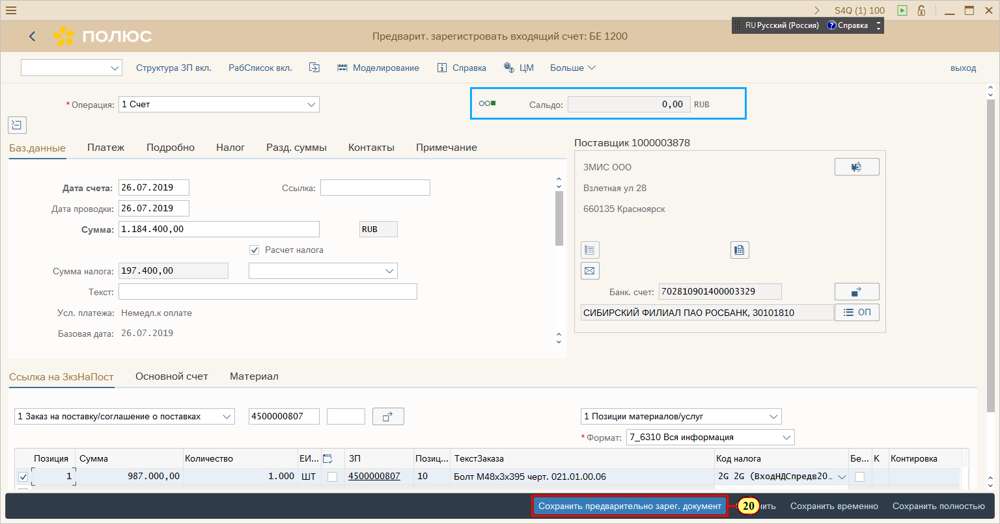 S4Q (1) 100
RU Русский (Россия) Справка
ПОЛЮС
Предварит. зарегистровать входящий счет: БЕ 1200
Структура ЗП вкл. РабСписок вкл. Моделирование Справка ЦМ Больше выход
* Операция: 1 Счет
Сальдо: 0,00 RUB
Баз.данные Платеж Подробно Налог Разд. суммы Контакты Примечание
Поставщик 1000003878
ЗМИС ООО
Взлетная ул 28
660135 Красноярск
Дата счета: 26.07.2019 Ссылка:
Дата проводки: 26.07.2019
Сумма: 1.184.400,00 RUB
Расчет налога
Сумма налога: 197.400,00
Текст:
Усл. платежа: Немедл.к оплате
Базовая дата: 26.07.2019
Банк. счет: 702810901400003329
СИБИРСКИЙ ФИЛИАЛ ПАО РОСБАНК, 30101810 ОП
Ссылка на ЗкзНаПост Основной счет Материал
1 Заказ на поставку/соглашение о поставках 4500000807 1 Позиции материалов/услуг
* Формат: 7_6310 Вся информация
Позиция Сумма Количество ЕИ... ЗП Позиц... ТекстЗаказа Код налога Бе... К Контировка
1 987.000,00 1.000 ШТ 4500000807 10 Болт М48х3х395 черт. 021.01.00.06 2G 2G (ВходНДСпредв20...
Сохранить предварительно зарег. документ 20 нить Сохранить временно Сохранить полностью